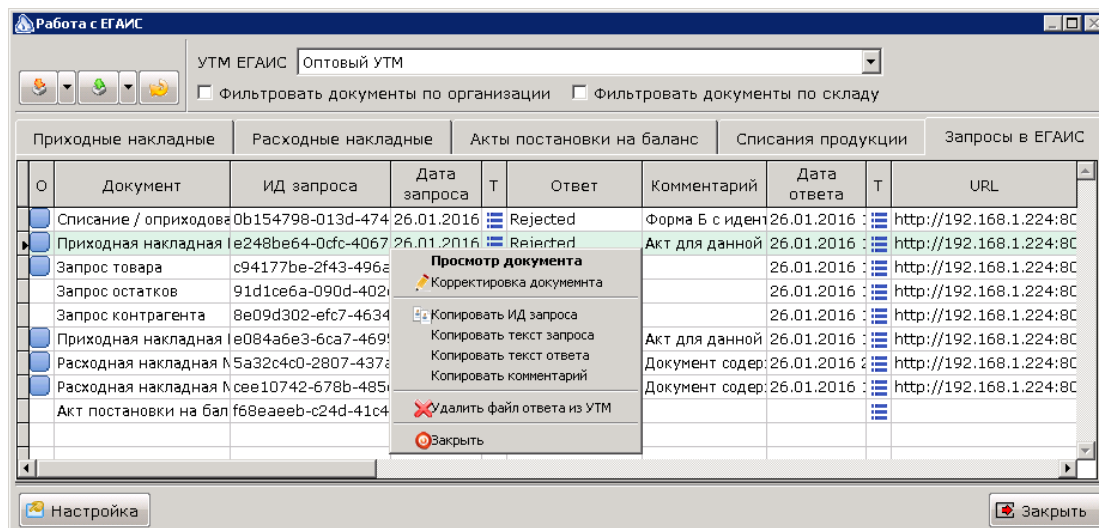 Работа с ЕГАИС
УТМ ЕГАИС Оптовый УТМ
Фильтровать документы по организации Фильтровать документы по складу
Приходные накладные Расходные накладные Акты постановки на баланс Списания продукции Запросы в ЕГАИС
О Документ ИД запроса Дата запроса Т Ответ Комментарий Дата ответа Т URL
Списание / оприходова 0b154798-013d-474 26.01.2016 Rejected Форма Б с идент 26.01.2016 http://192.168.1.224:80
Приходная накладная e248be64-0cfc-4067 26.01.2016 Rejected Акт для данной 26.01.2016 http://192.168.1.224:80
Запрос товара c94177be-2f43-496a 26.01.2016 http://192.168.1.224:80
Запрос остатков 91d1ce6a-090d-402 26.01.2016 http://192.168.1.224:80
Запрос контрагента 8e09d302-efc7-4634 26.01.2016 http://192.168.1.224:80
Приходная накладная e084a6e3-6ca7-469 Акт для данной 26.01.2016 http://192.168.1.224:80
Расходная накладная 5a32c4c0-2807-437 Документ содер 26.01.2016 http://192.168.1.224:80
Расходная накладная ccee10742-678b-485 Документ содер 26.01.2016 http://192.168.1.224:80
Акт постановки на бал f68eaeeb-c24d-41c4
Просмотр документа
Корректировка докумемнта
Копировать ИД запроса
Копировать текст запроса
Копировать текст ответа
Копировать комментарий
Удалить файл ответа из УТМ
Закрыть
Настройка Закрыть